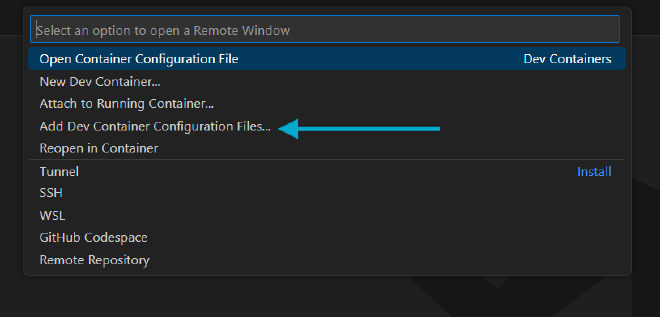 Select an option to open a Remote Window
Open Container Configuration File Dev Containers
New Dev Container...
Attach to Running Container...
Add Dev Container Configuration Files...
Reopen in Container
Tunnel Install
SSH
WSL
GitHub Codespace
Remote Repository